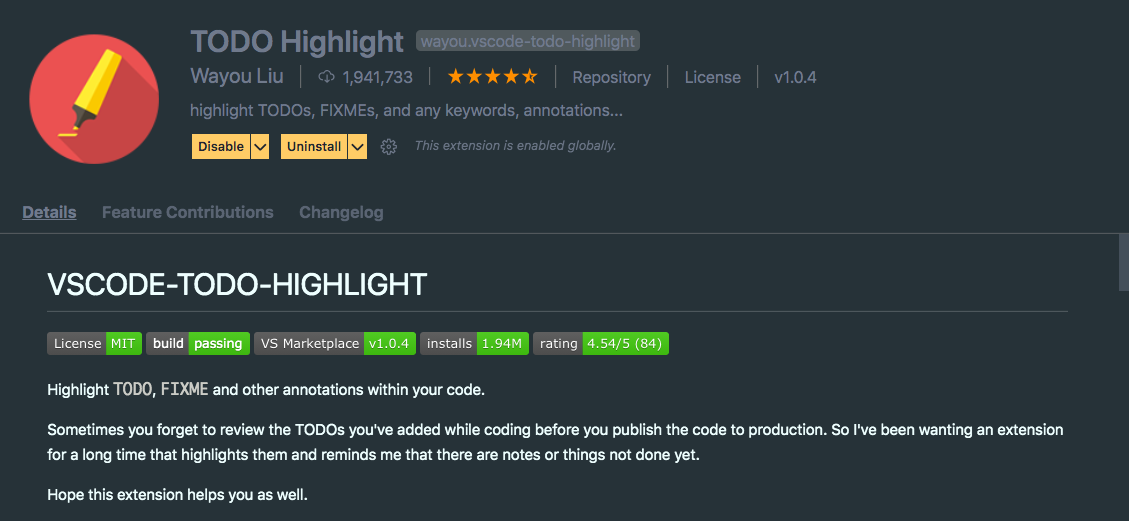 TODO Highlight wayou.vscode-todo-highlight
Wayou Liu 1,941,733 Repository License v1.0.4
highlight TODOs, FIXMEs, and any keywords, annotations...
Disable Uninstall This extension is enabled globally.
Details Feature Contributions Changelog
VSCODE-TODO-HIGHLIGHT
License MIT build passing VS Marketplace v1.0.4 installs 1.94M rating 4.54/5 (84)
Highlight TODO, FIXME and other annotations within your code.
Sometimes you forget to review the TODOs you've added while coding before you publish the code to production. So I've been wanting an extension
for a long time that highlights them and reminds me that there are notes or things not done yet.
Hope this extension helps you as well.